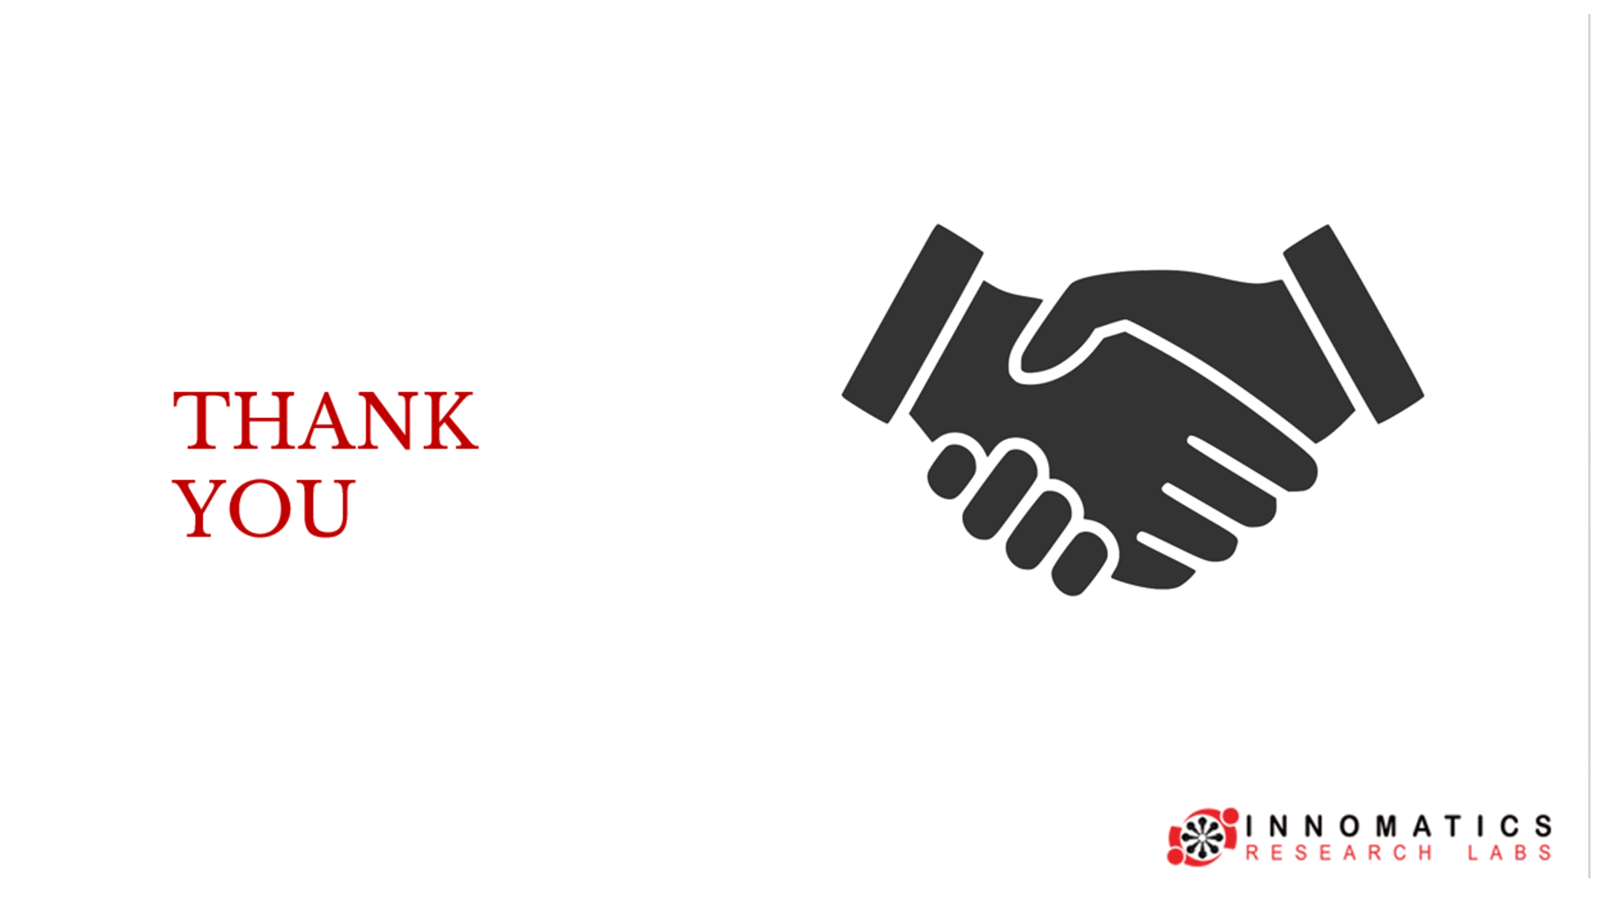 THANK
YOU
INNOMATICS
RESEARCH LABS